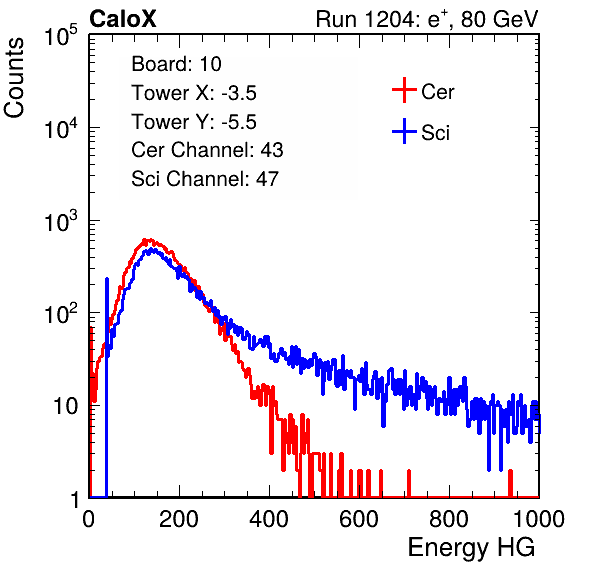 CaloX Run 1204: e⁺, 80 GeV
Counts
Board: 10
Tower X: -3.5
Tower Y: -5.5
Cer Channel: 43
Sci Channel: 47
Cer
Sci
10⁵
10⁴
10³
10²
10
1
0 200 400 600 800 1000
Energy HG